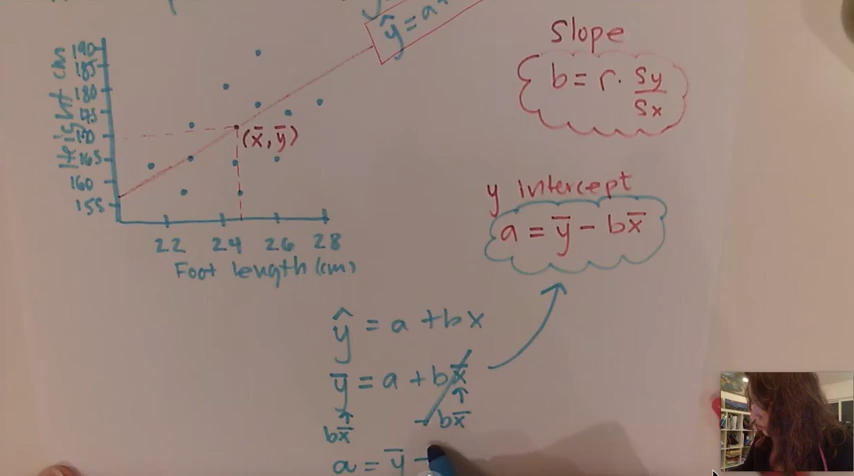 ŷ = a
Slope
b = r · Sy/Sx
Height cm
190
185
180
175
170
165
160
155
(x̄, ȳ)
22 24 26 28
Foot length (cm)
y intercept
a = ȳ - bx̄
ŷ = a + bx
ȳ = a + bx̄
bx̄ - bx̄
a = ȳ -